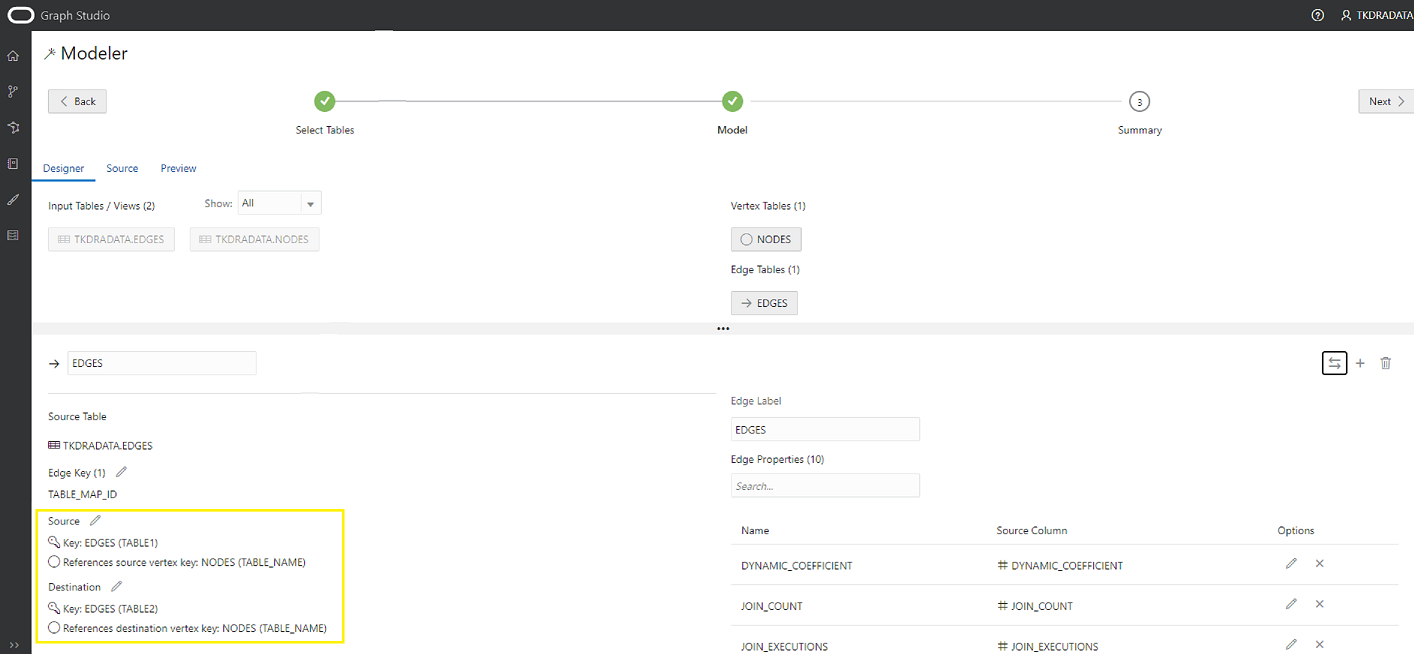 Graph Studio
TKDRADATA
Modeler
Back
3
Next
Select Tables
Model
Summary
Designer
Source
Preview
Input Tables / Views (2)
Show:
All
TKDRADATA.EDGES
TKDRADATA.NODES
Vertex Tables (1)
NODES
Edge Tables (1)
EDGES
EDGES
Source Table
TKDRADATA.EDGES
Edge Key (1)
TABLE_MAP_ID
Source
Key: EDGES (TABLE1)
References source vertex key: NODES (TABLE_NAME)
Destination
Key: EDGES (TABLE2)
References destination vertex key: NODES (TABLE_NAME)
Edge Label
EDGES
Edge Properties (10)
Search...
Name Source Column Options
DYNAMIC_COEFFICIENT # DYNAMIC_COEFFICIENT
JOIN_COUNT # JOIN_COUNT
JOIN_EXECUTIONS # JOIN_EXECUTIONS